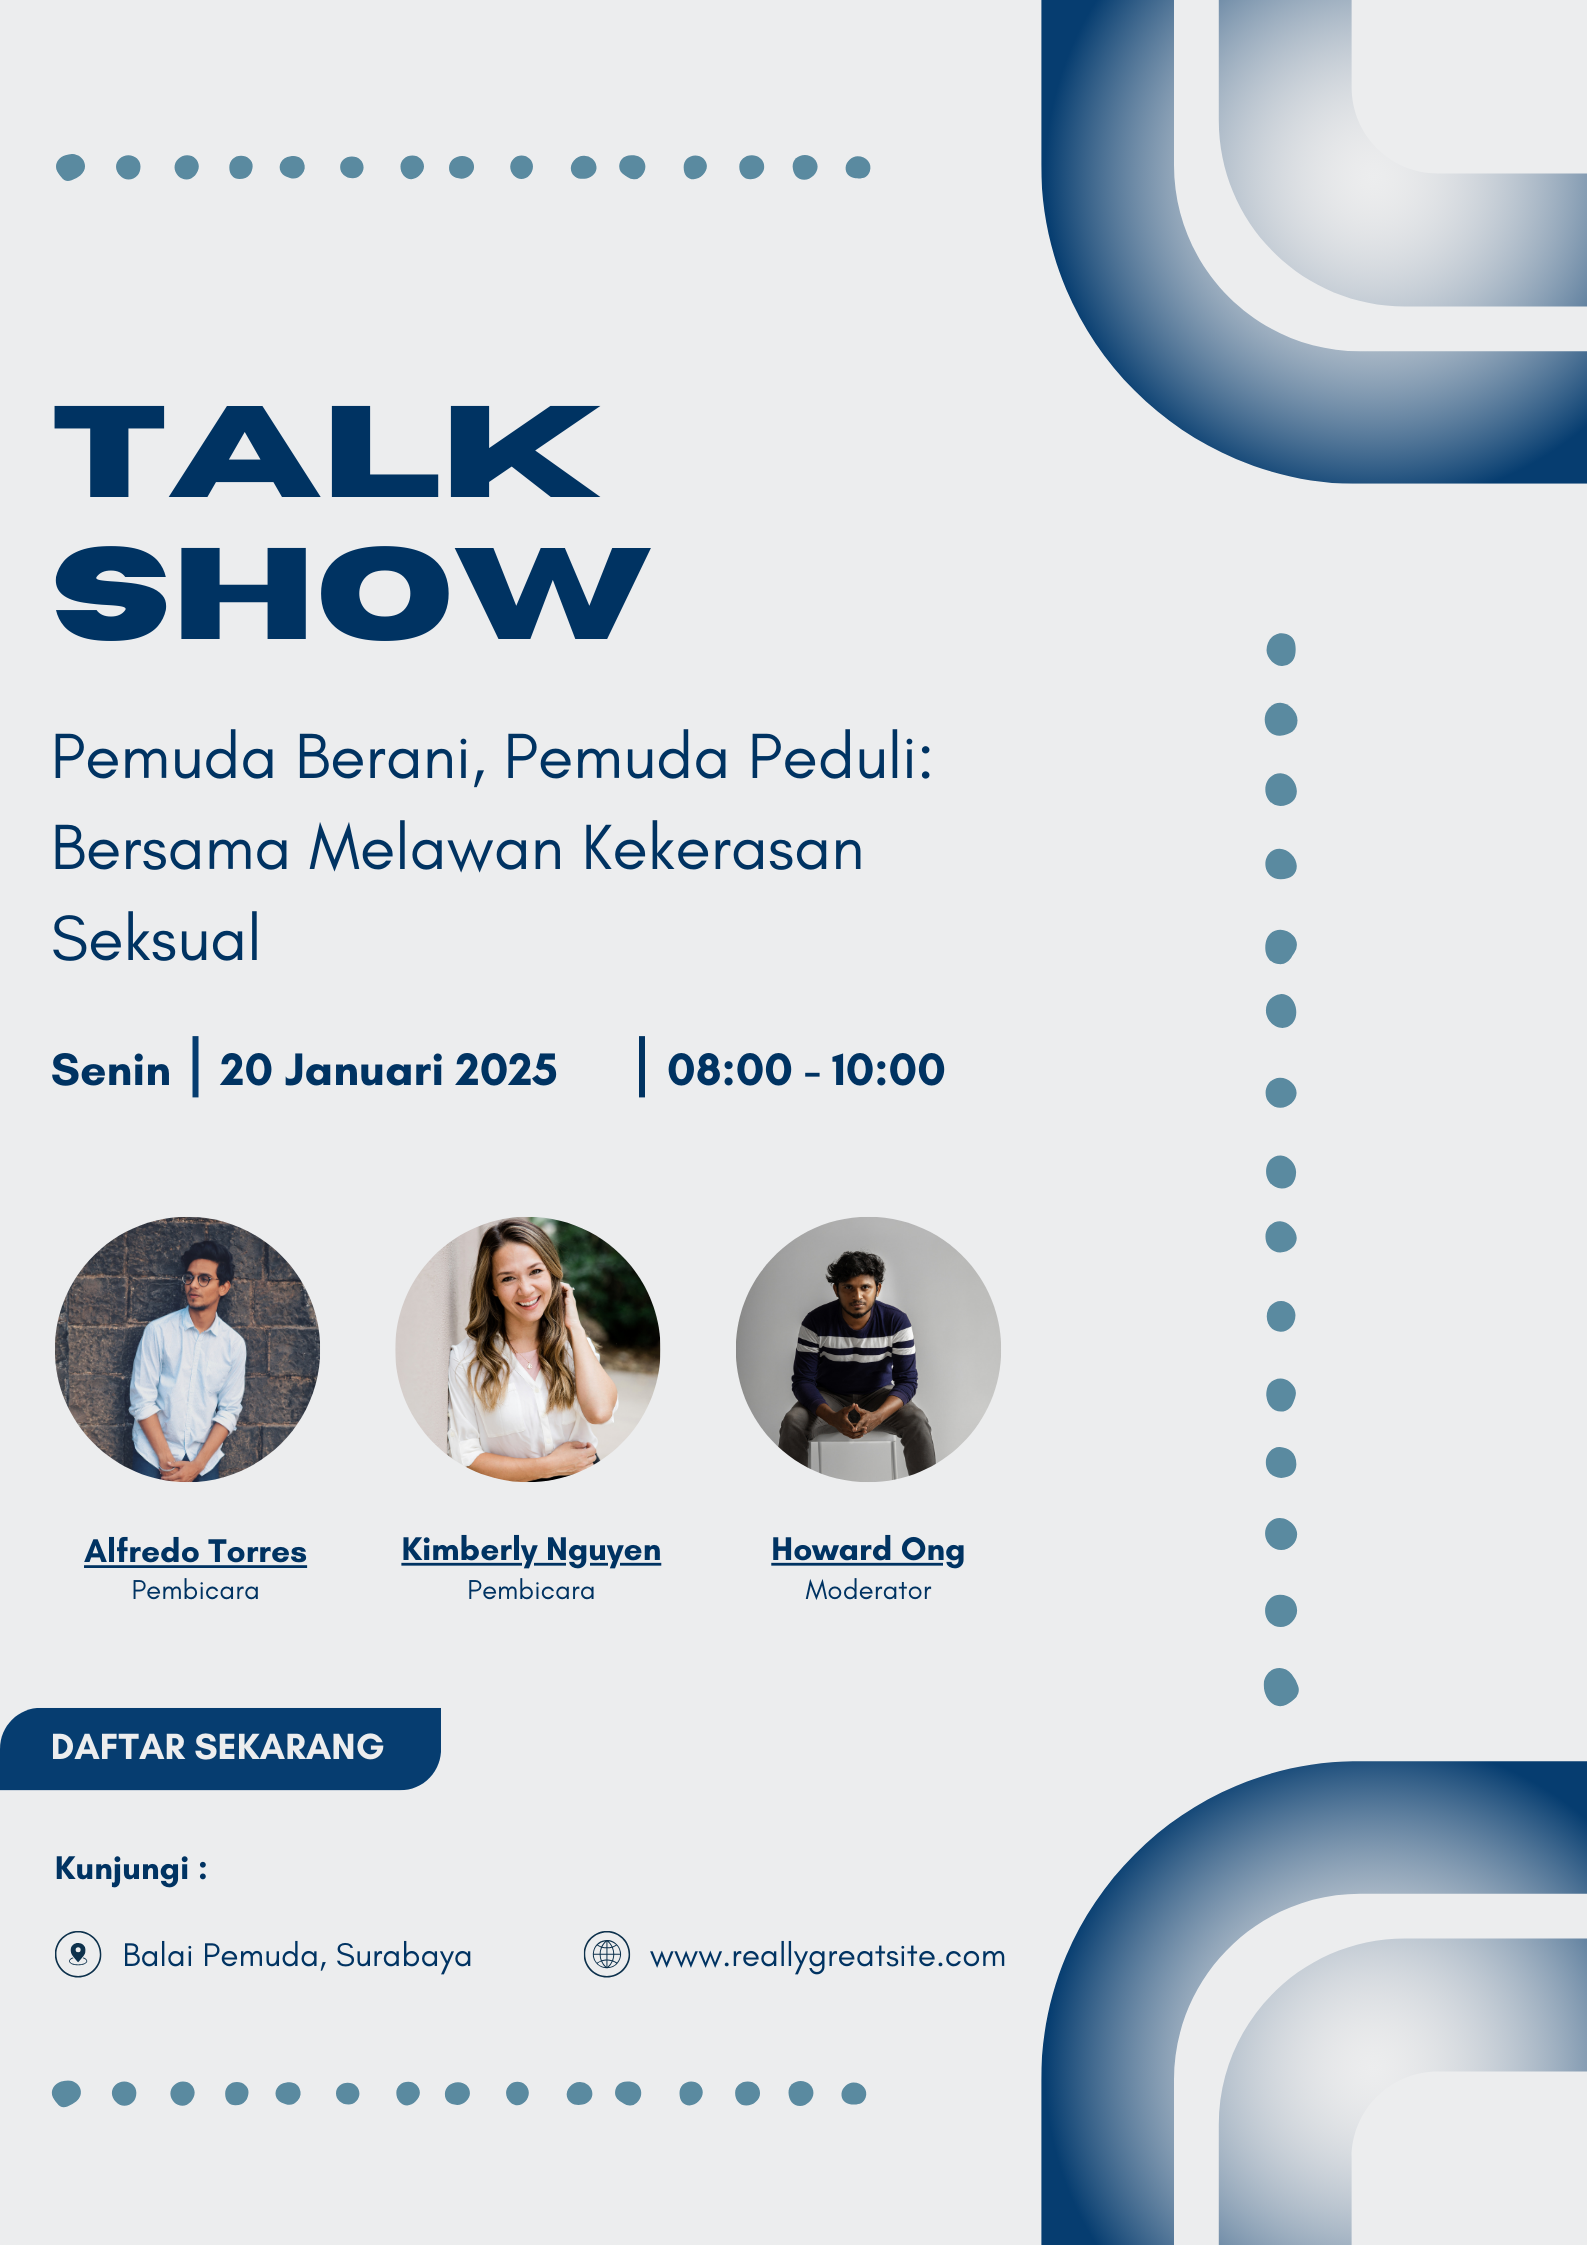 TALK
SHOW
Pemuda Berani, Pemuda Peduli:
Bersama Melawan Kekerasan
Seksual
Senin | 20 Januari 2025 | 08:00 - 10:00
Alfredo Torres
Pembicara
Kimberly Nguyen
Pembicara
Howard Ong
Moderator
DAFTAR SEKARANG
Kunjungi :
Balai Pemuda, Surabaya
www.reallygreatsite.com